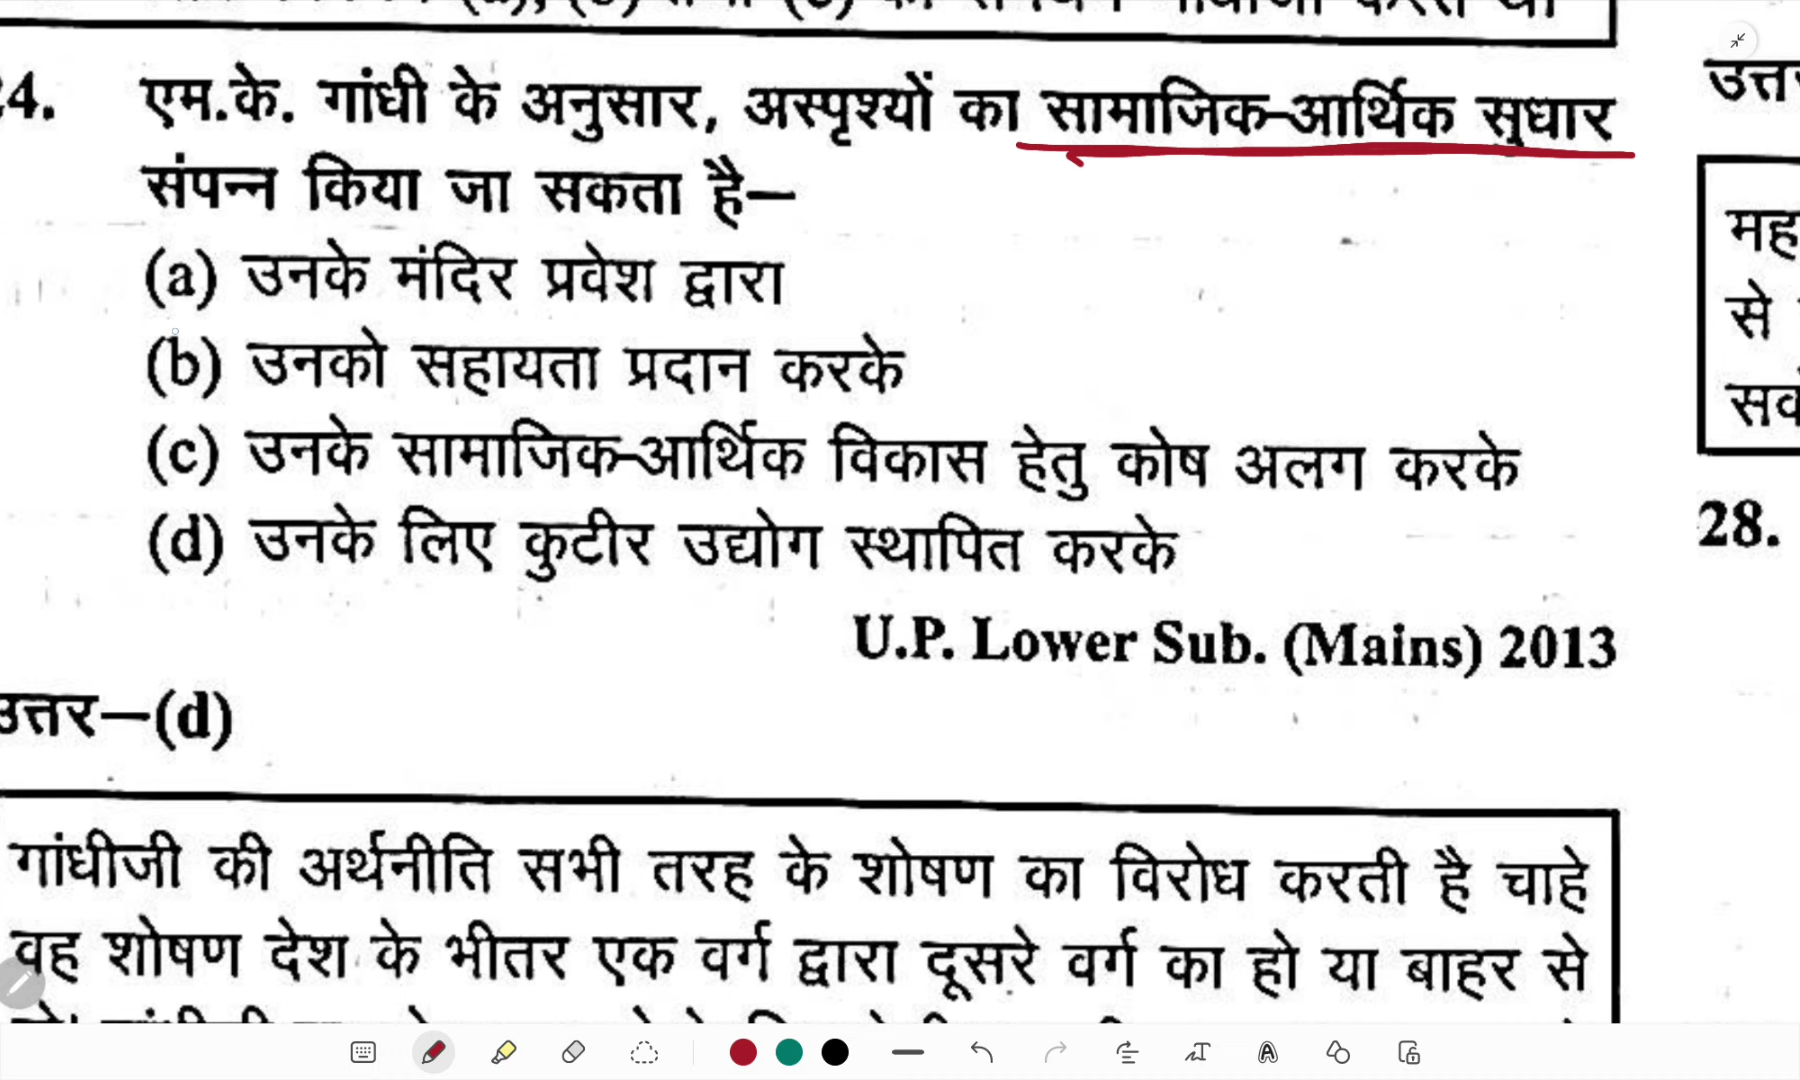 4. एम.के. गांधी के अनुसार, अस्पृश्यों का सामाजिक-आर्थिक सुधार
संपन्न किया जा सकता है—
(a) उनके मंदिर प्रवेश द्वारा
(b) उनको सहायता प्रदान करके
(c) उनके सामाजिक-आर्थिक विकास हेतु कोष अलग करके
(d) उनके लिए कुटीर उद्योग स्थापित करके
U.P. Lower Sub. (Mains) 2013
उत्तर—(d)
गांधीजी की अर्थनीति सभी तरह के शोषण का विरोध करती है चाहे
वह शोषण देश के भीतर एक वर्ग द्वारा दूसरे वर्ग का हो या बाहर से
मह
से
28.